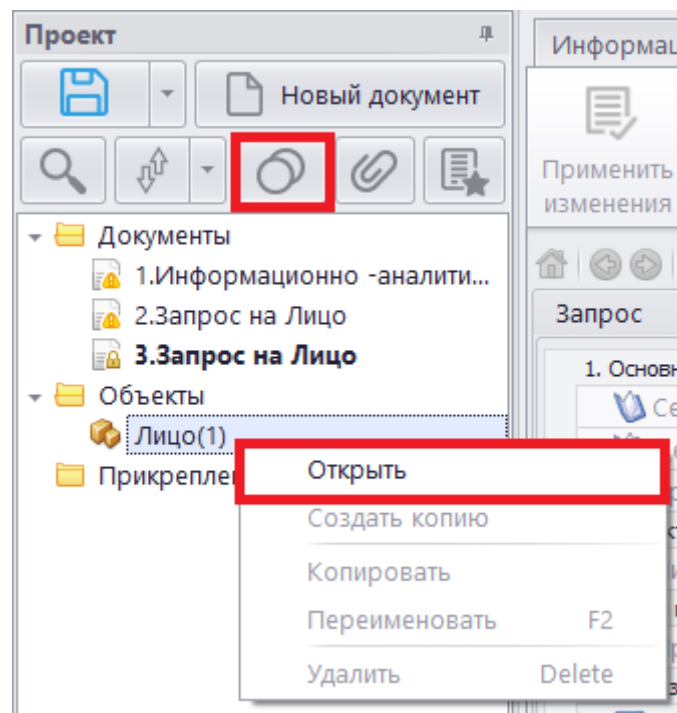 Проект
Информац
Новый документ
Применить
изменения
Документы
1.Информационно -аналити...
2.Запрос на Лицо
3.Запрос на Лицо
Объекты
Лицо(1)
Прикрепле
Запрос
1. Основн
Се
Открыть
Создать копию
Копировать
Переименовать F2
Удалить Delete